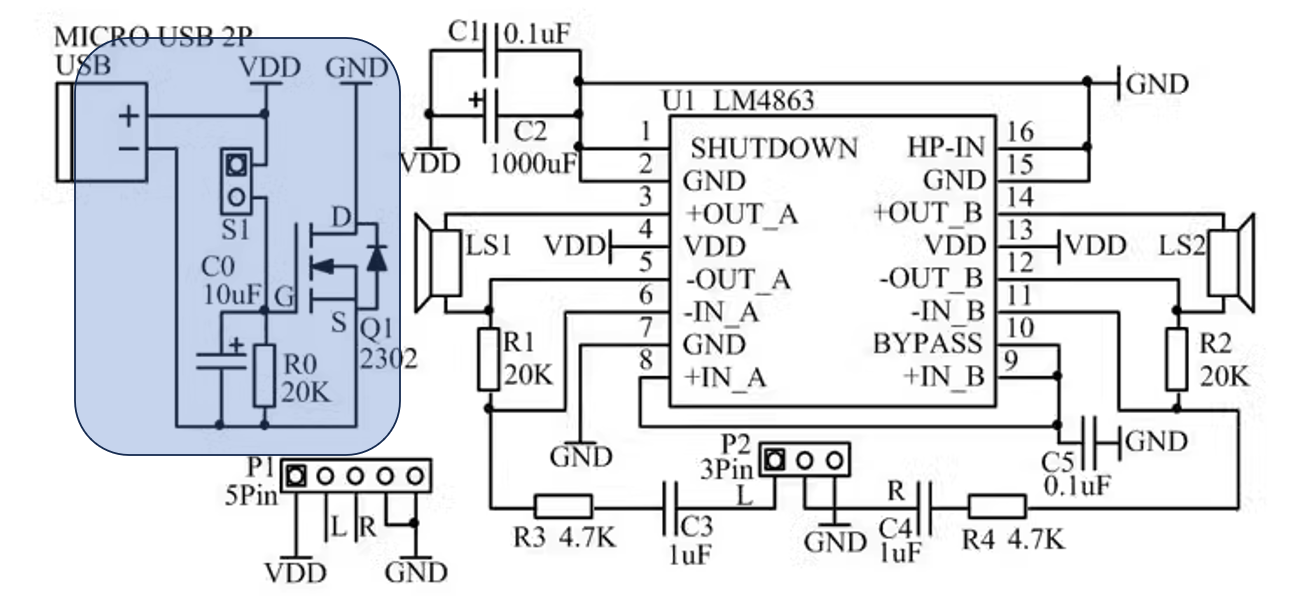 MICRO USB 2P
USB
VDD
GND
+
−
S1
C0
10uF
+
G
D
S
Q1
2302
R0
20K
C1
0.1uF
+
C2
1000uF
VDD
GND
U1 LM4863
1
SHUTDOWN
2
GND
3
+OUT_A
4
VDD
5
-OUT_A
6
-IN_A
7
GND
8
+IN_A
16
HP-IN
15
GND
14
+OUT_B
13
VDD
12
-OUT_B
11
-IN_B
10
BYPASS
9
+IN_B
LS1
VDD
VDD
LS2
R1
20K
R2
20K
GND
GND
C5
0.1uF
P1
5Pin
L
R
VDD
GND
P2
3Pin
L
R
R3 4.7K
C3
1uF
GND
C4
1uF
R4 4.7K